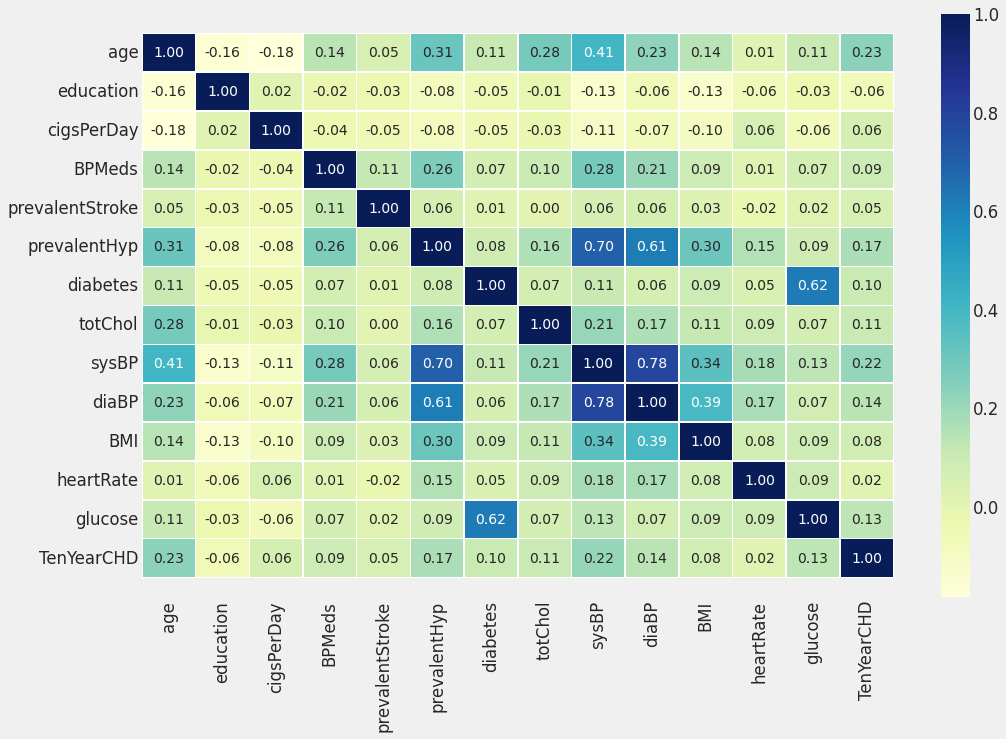 1.0
age 1.00 -0.16 -0.18 0.14 0.05 0.31 0.11 0.28 0.41 0.23 0.14 0.01 0.11 0.23
education -0.16 1.00 0.02 -0.02 -0.03 -0.08 -0.05 -0.01 -0.13 -0.06 -0.13 -0.06 -0.03 -0.06
0.8
cigsPerDay -0.18 0.02 1.00 -0.04 -0.05 -0.08 -0.05 -0.03 -0.11 -0.07 -0.10 0.06 -0.06 0.06
BPMeds 0.14 -0.02 -0.04 1.00 0.11 0.26 0.07 0.10 0.28 0.21 0.09 0.01 0.07 0.09
prevalentStroke 0.05 -0.03 -0.05 0.11 1.00 0.06 0.01 0.00 0.06 0.06 0.03 -0.02 0.02 0.05
0.6
prevalentHyp 0.31 -0.08 -0.08 0.26 0.06 1.00 0.08 0.16 0.70 0.61 0.30 0.15 0.09 0.17
diabetes 0.11 -0.05 -0.05 0.07 0.01 0.08 1.00 0.07 0.11 0.06 0.09 0.05 0.62 0.10
0.4
totChol 0.28 -0.01 -0.03 0.10 0.00 0.16 0.07 1.00 0.21 0.17 0.11 0.09 0.07 0.11
sysBP 0.41 -0.13 -0.11 0.28 0.06 0.70 0.11 0.21 1.00 0.78 0.34 0.18 0.13 0.22
diaBP 0.23 -0.06 -0.07 0.21 0.06 0.61 0.06 0.17 0.78 1.00 0.39 0.17 0.07 0.14
0.2
BMI 0.14 -0.13 -0.10 0.09 0.03 0.30 0.09 0.11 0.34 0.39 1.00 0.08 0.09 0.08
heartRate 0.01 -0.06 0.06 0.01 -0.02 0.15 0.05 0.09 0.18 0.17 0.08 1.00 0.09 0.02
0.0
glucose 0.11 -0.03 -0.06 0.07 0.02 0.09 0.62 0.07 0.13 0.07 0.09 0.09 1.00 0.13
TenYearCHD 0.23 -0.06 0.06 0.09 0.05 0.17 0.10 0.11 0.22 0.14 0.08 0.02 0.13 1.00
age
education
cigsPerDay
BPMeds
prevalentStroke
prevalentHyp
diabetes
totChol
sysBP
diaBP
BMI
heartRate
glucose
TenYearCHD